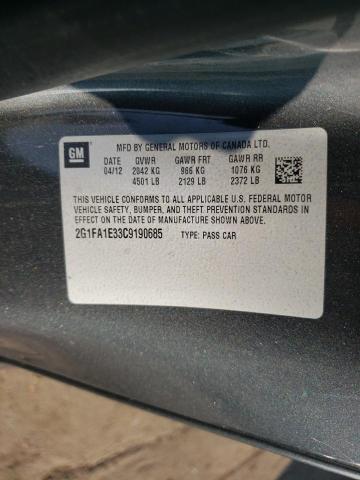 GM
MFD BY GENERAL MOTORS OF CANADA LTD.
DATE GVWR GAWR FRT GAWR RR
04/12 2042 KG 966 KG 1076 KG
4501 LB 2129 LB 2372 LB
THIS VEHICLE CONFORMS TO ALL APPLICABLE U.S. FEDERAL MOTOR
VEHICLE SAFETY, BUMPER, AND THEFT PREVENTION STANDARDS IN
EFFECT ON THE DATE OF MANUFACTURE SHOWN ABOVE.
2G1FA1E33C9190685 TYPE: PASS CAR